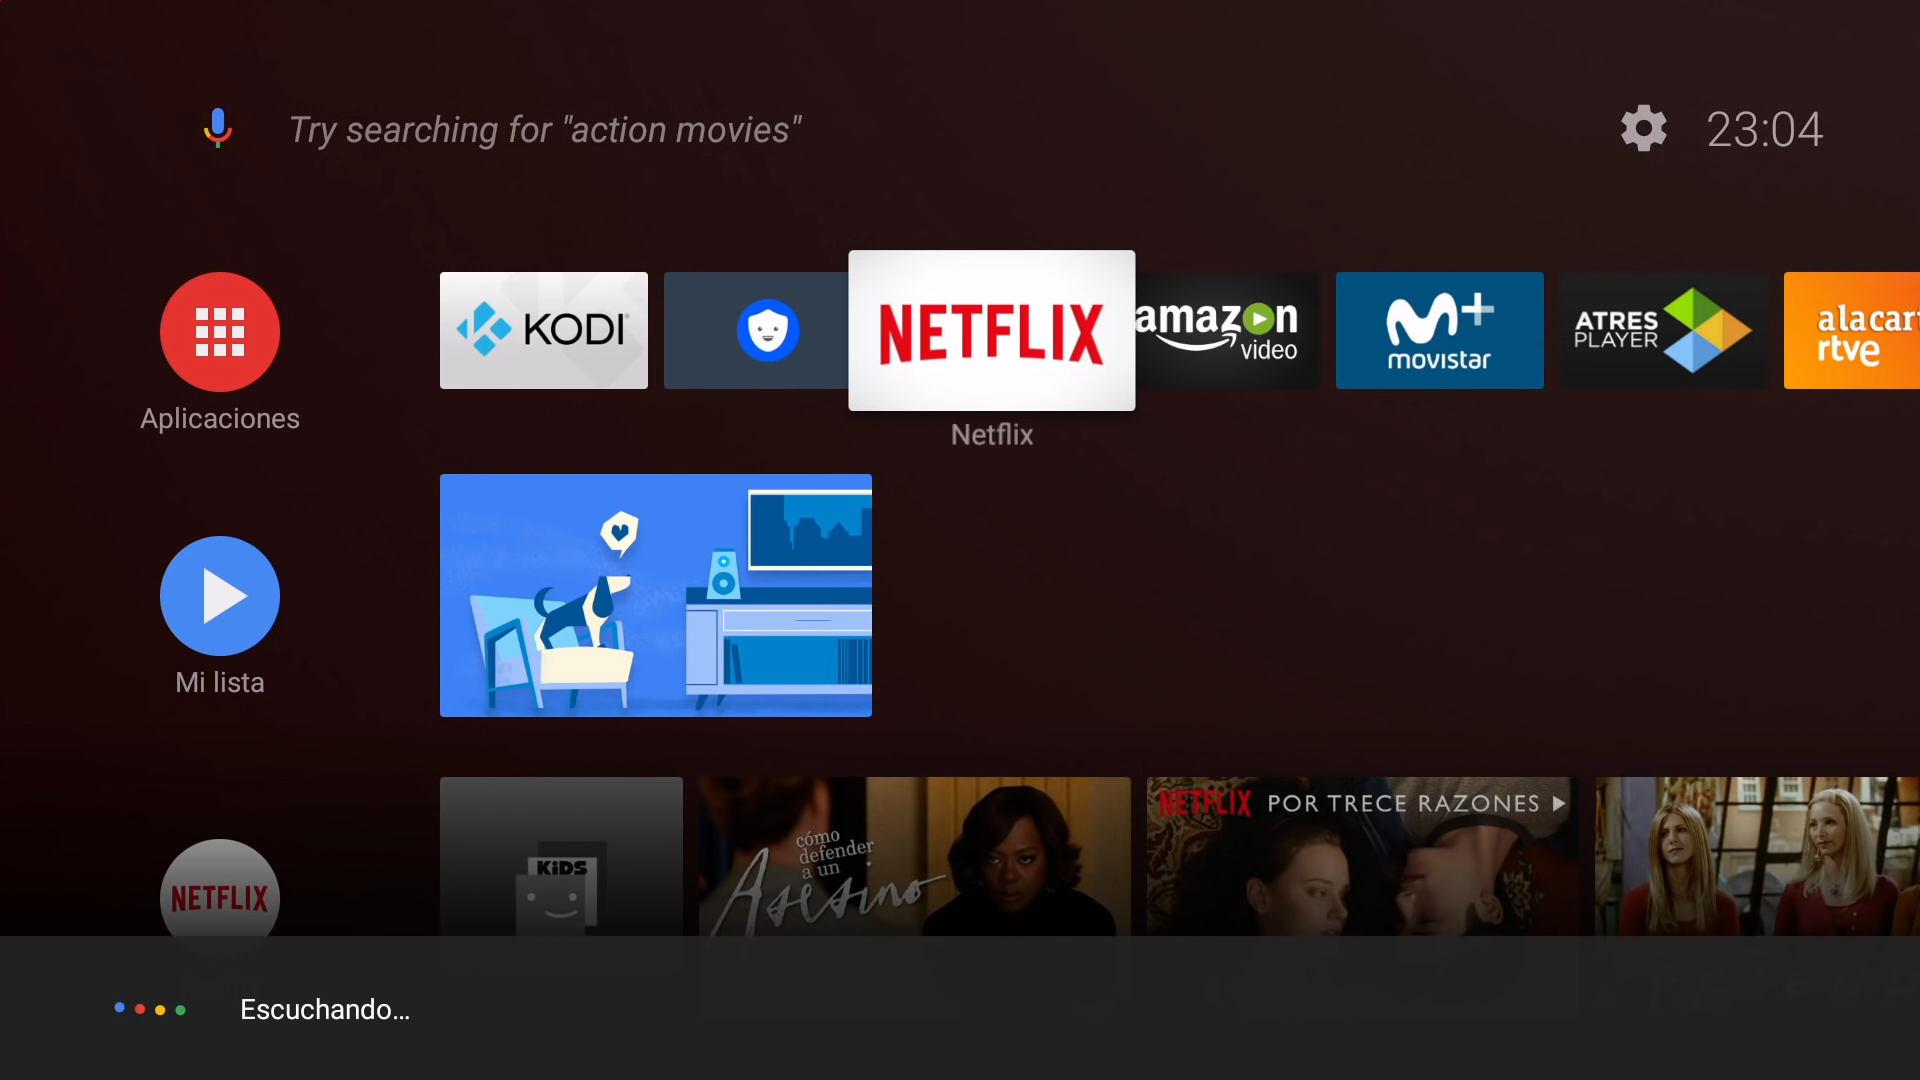 Try searching for "action movies"
23:04
KODI
NETFLIX
amazon
video
movistar
ATRES
PLAYER
alacart
rtve
Aplicaciones
Netflix
Mi lista
KiDS
cómo
defender
a un
Asesino
NETFLIX POR TRECE RAZONES
NETFLIX
Escuchando...